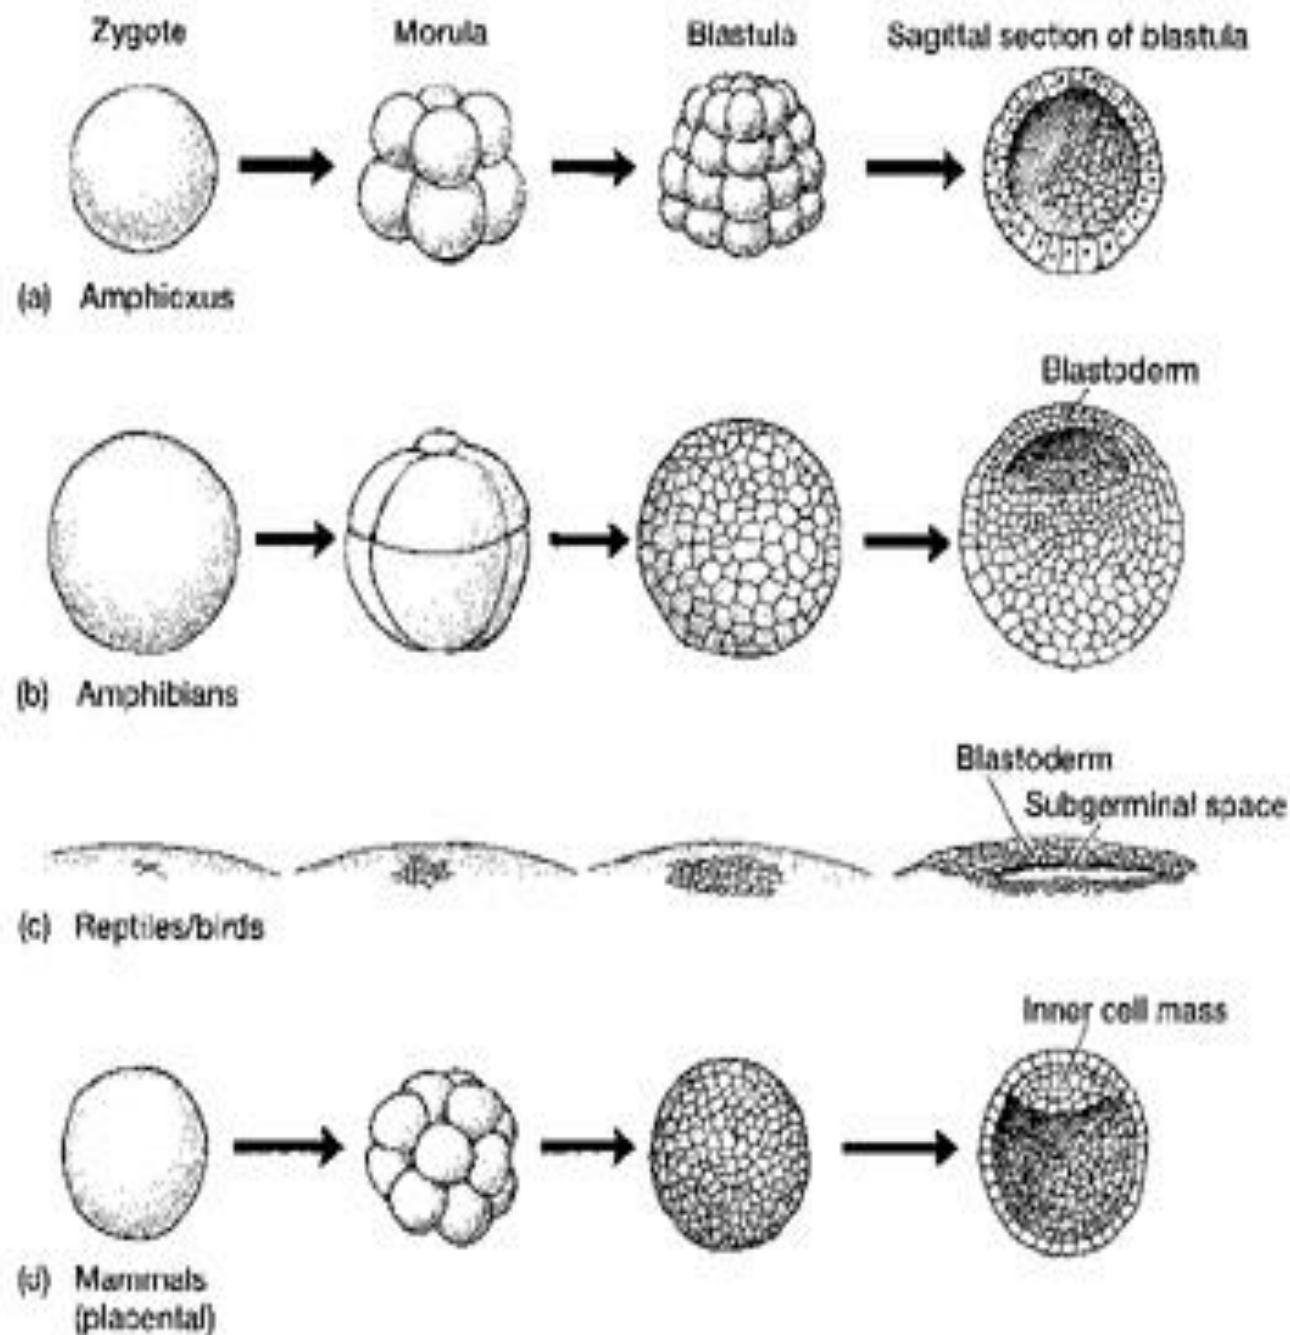 Zygote Morula Blastula Sagittal section of blastula
(a) Amphioxus
Blastoderm
(b) Amphibians
Blastoderm
Subgerminal space
(c) Reptiles/birds
Inner cell mass
(d) Mammals
(placental)